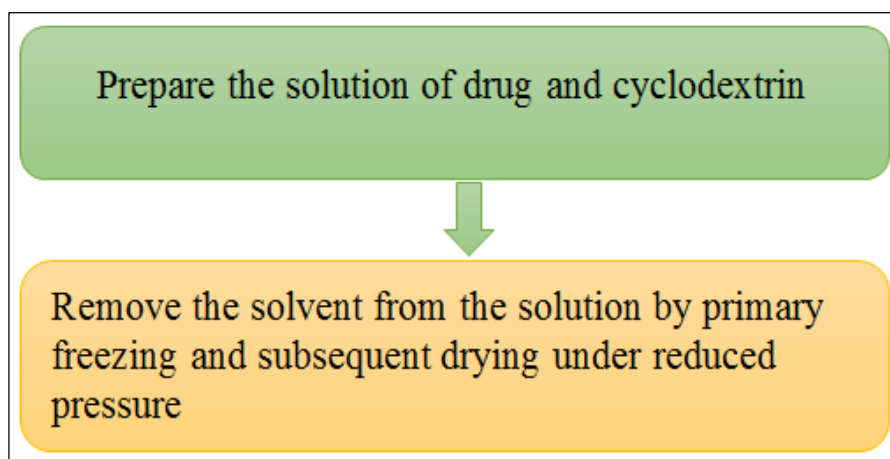 Prepare the solution of drug and cyclodextrin
Remove the solvent from the solution by primary
freezing and subsequent drying under reduced
pressure